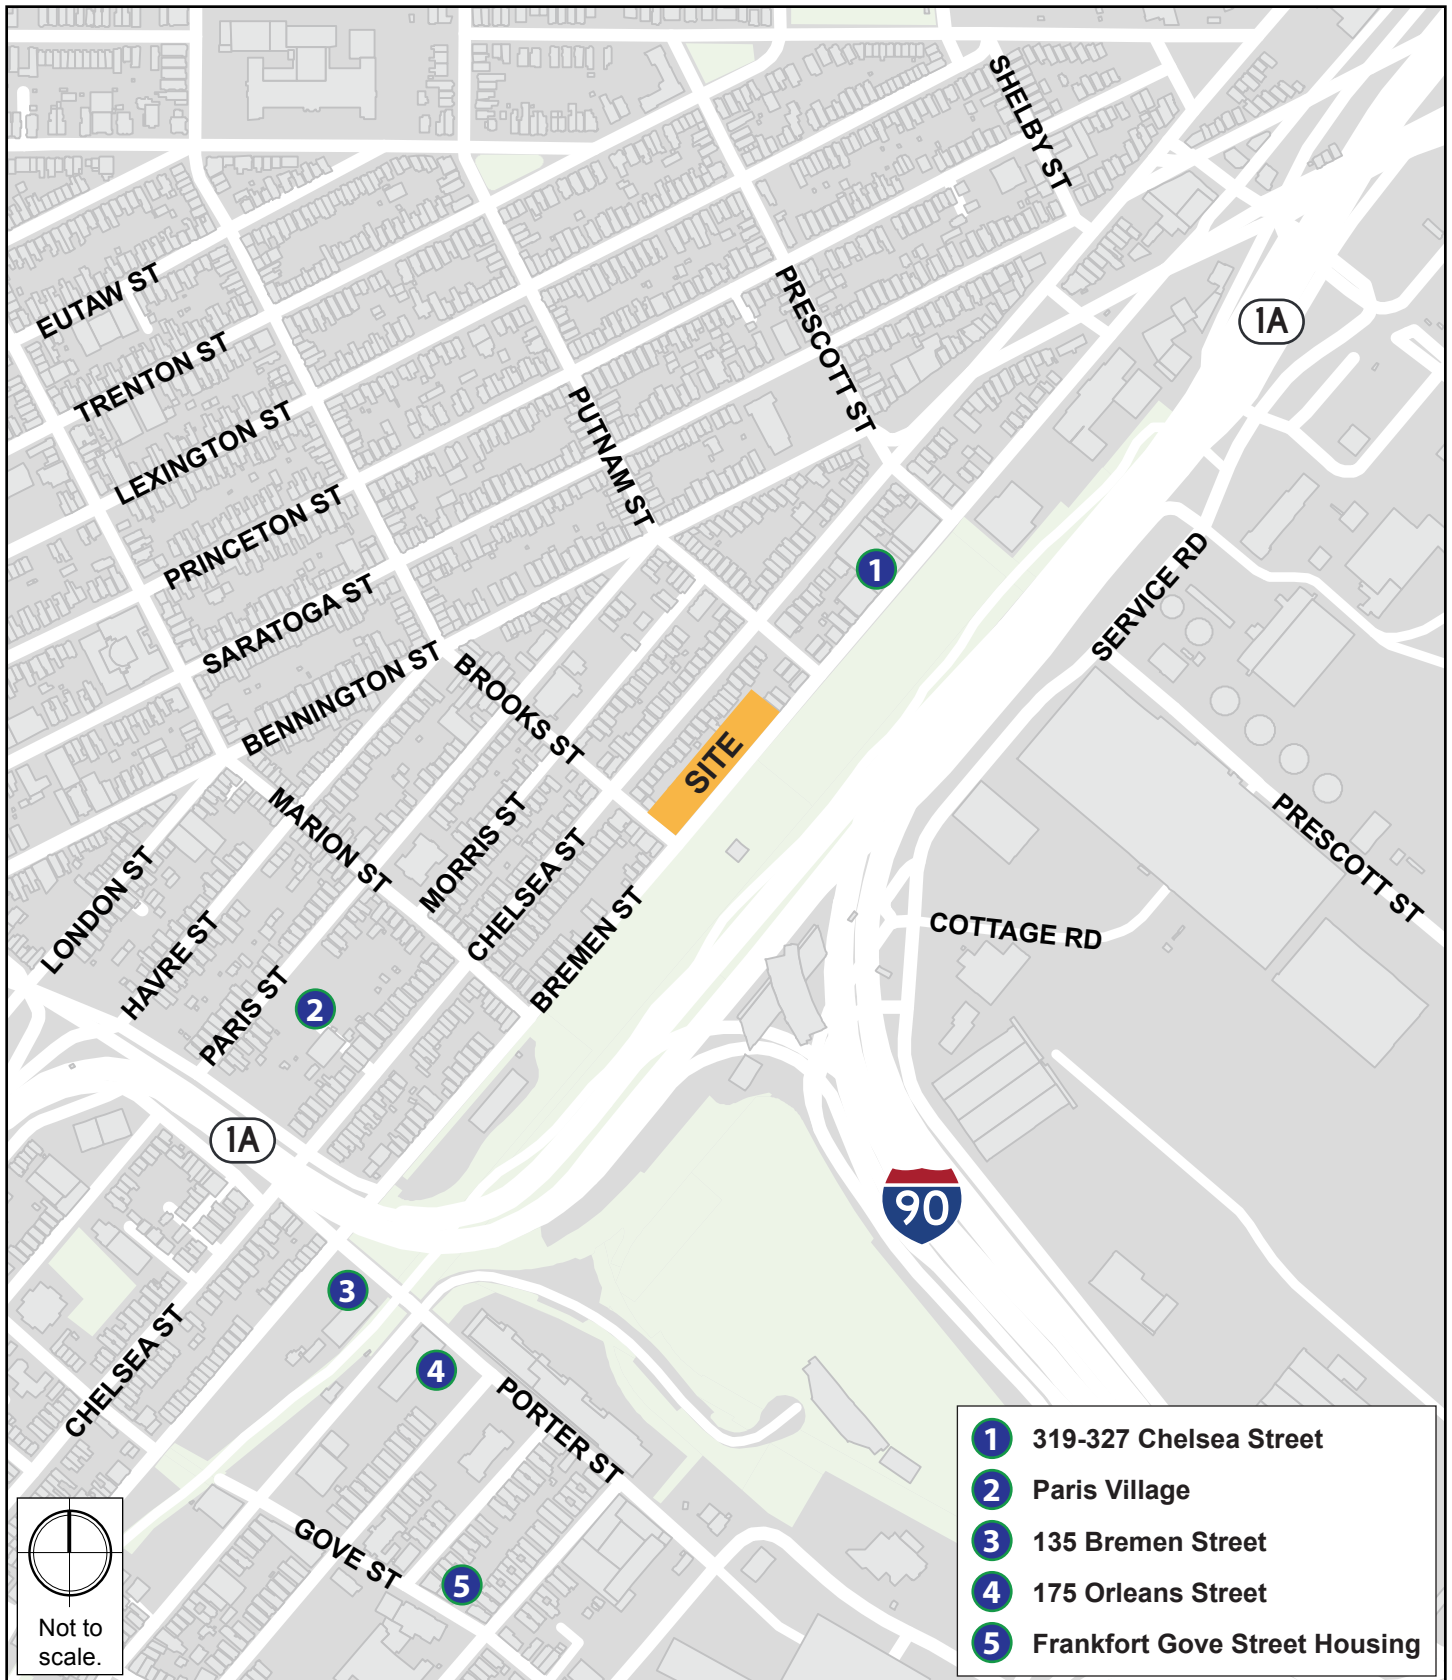 SHELBY ST
EUTAW ST
PRESCOTT ST
1A
TRENTON ST
PUTNAM ST
LEXINGTON ST
PRINCETON ST
SERVICE RD
1
SARATOGA ST
BENNINGTON ST
BROOKS ST
SITE
PRESCOTT ST
MARION ST
MORRIS ST
CHELSEA ST
LONDON ST
BREMEN ST
COTTAGE RD
HAVRE ST
PARIS ST
2
1A
90
3
CHELSEA ST
4
PORTER ST
GOVE ST
5
Not to
scale.
1 319-327 Chelsea Street
2 Paris Village
3 135 Bremen Street
4 175 Orleans Street
5 Frankfort Gove Street Housing